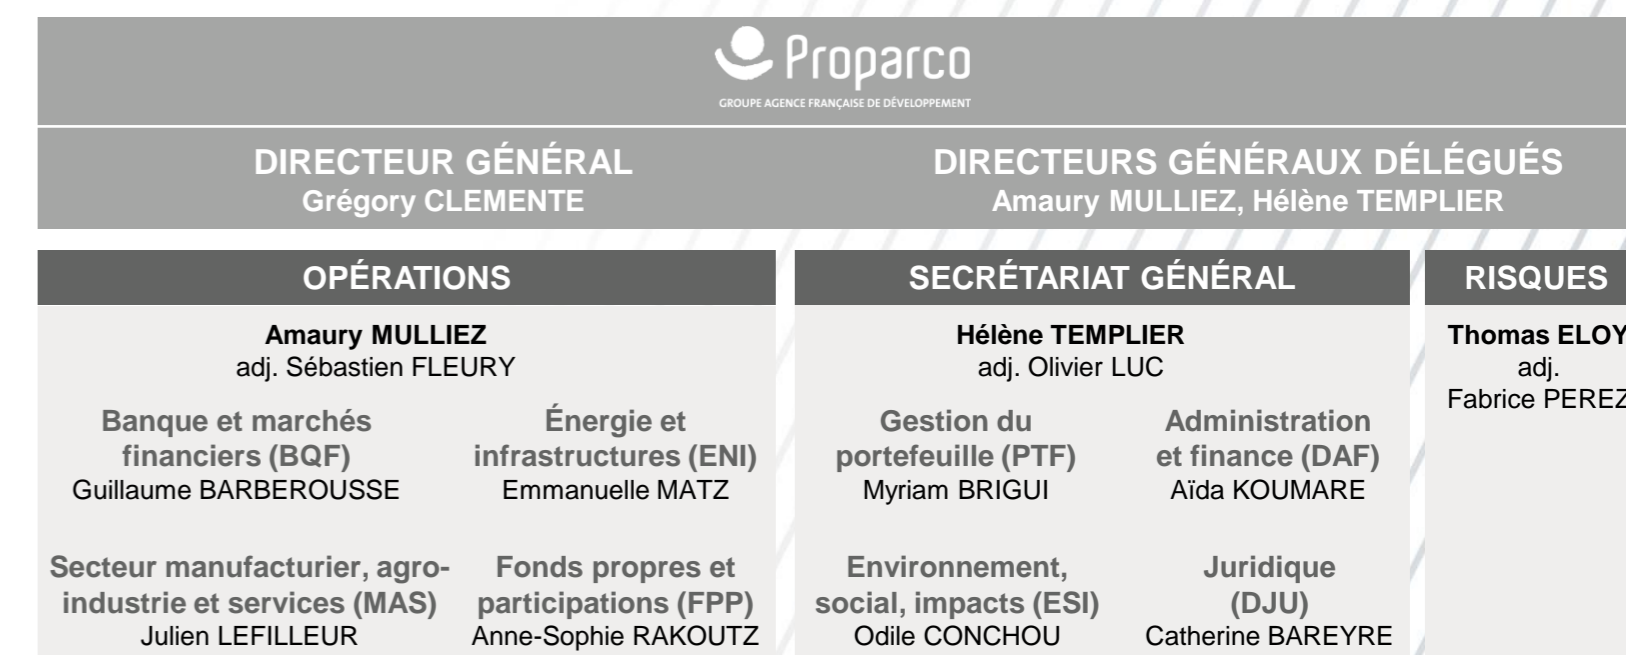 Proparco
GROUPE AGENCE FRANÇAISE DE DÉVELOPPEMENT
DIRECTEUR GÉNÉRAL
Grégory CLEMENTE
DIRECTEURS GÉNÉRAUX DÉLÉGUÉS
Amaury MULLIEZ, Hélène TEMPLIER
OPÉRATIONS
Amaury MULLIEZ
adj. Sébastien FLEURY
Banque et marchés
financiers (BQF)
Guillaume BARBEROUSSE
Énergie et
infrastructures (ENI)
Emmanuelle MATZ
Secteur manufacturier, agro-
industrie et services (MAS)
Julien LEFILLEUR
Fonds propres et
participations (FPP)
Anne-Sophie RAKOUTZ
SECRÉTARIAT GÉNÉRAL
Hélène TEMPLIER
adj. Olivier LUC
Gestion du
portefeuille (PTF)
Myriam BRIGUI
Administration
et finance (DAF)
Aïda KOUMARE
Environnement,
social, impacts (ESI)
Odile CONCHOU
Juridique
(DJU)
Catherine BAREYRE
RISQUES
Thomas ELOY
adj.
Fabrice PEREZ